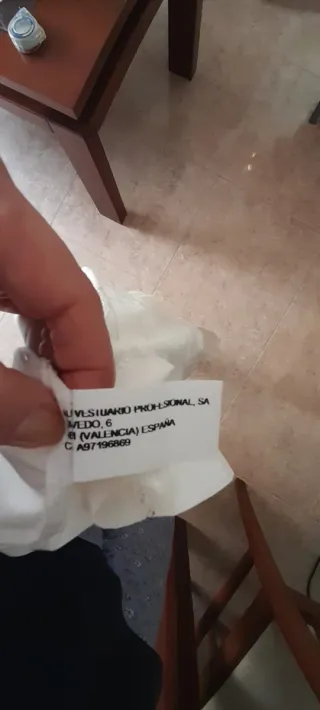 VESTUARIO PROFESIONAL, SA
VEDO, 6
(VALENCIA) ESPAÑA
C A97196869